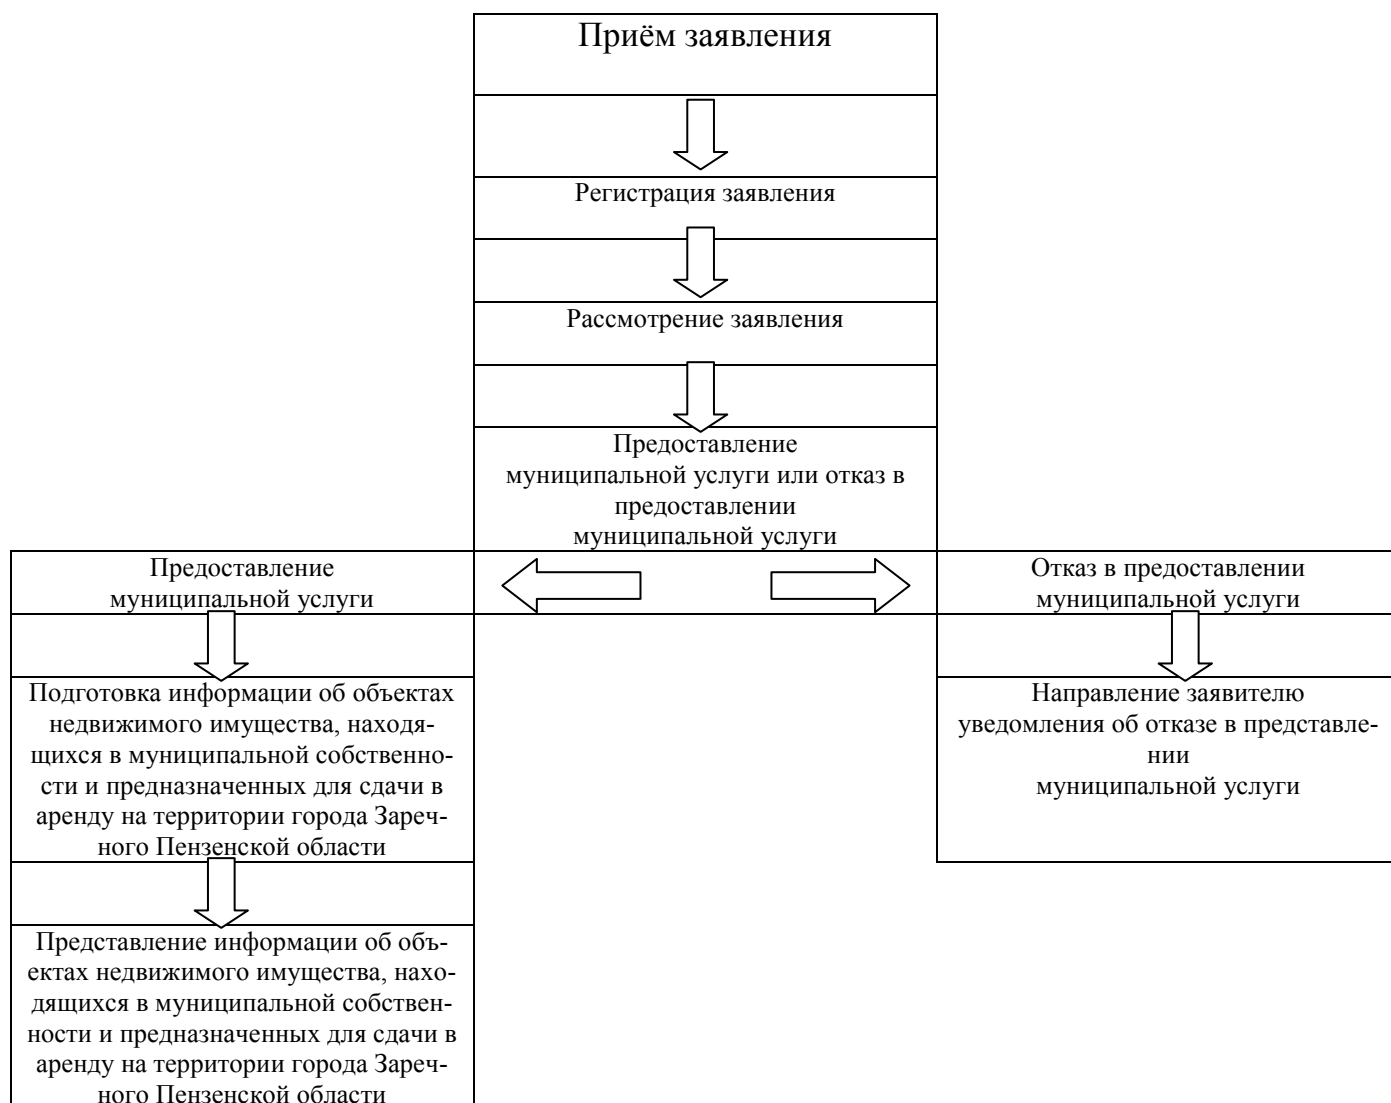 Приём заявления
Регистрация заявления
Рассмотрение заявления
Предоставление
муниципальной услуги или отказ в
предоставлении
муниципальной услуги
Предоставление
муниципальной услуги
Отказ в предоставлении
муниципальной услуги
Подготовка информации об объектах
недвижимого имущества, находя-
щихся в муниципальной собственно-
сти и предназначенных для сдачи в
аренду на территории города Зареч-
ного Пензенской области
Направление заявителю
уведомления об отказе в представле-
нии
муниципальной услуги
Представление информации об объ-
ектах недвижимого имущества, нахо-
дящихся в муниципальной собствен-
ности и предназначенных для сдачи в
аренду на территории города Зареч-
ного Пензенской области